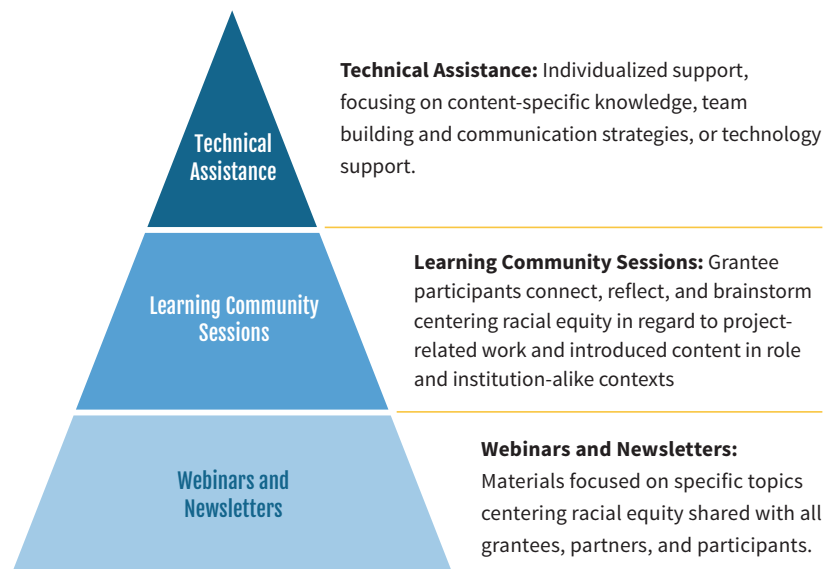 Technical
Assistance
Technical Assistance: Individualized support,
focusing on content-specific knowledge, team
building and communication strategies, or technology
support.
Learning Community
Sessions
Learning Community Sessions: Grantee
participants connect, reflect, and brainstorm
centering racial equity in regard to project-
related work and introduced content in role
and institution-alike contexts
Webinars and
Newsletters
Webinars and Newsletters:
Materials focused on specific topics
centering racial equity shared with all
grantees, partners, and participants.